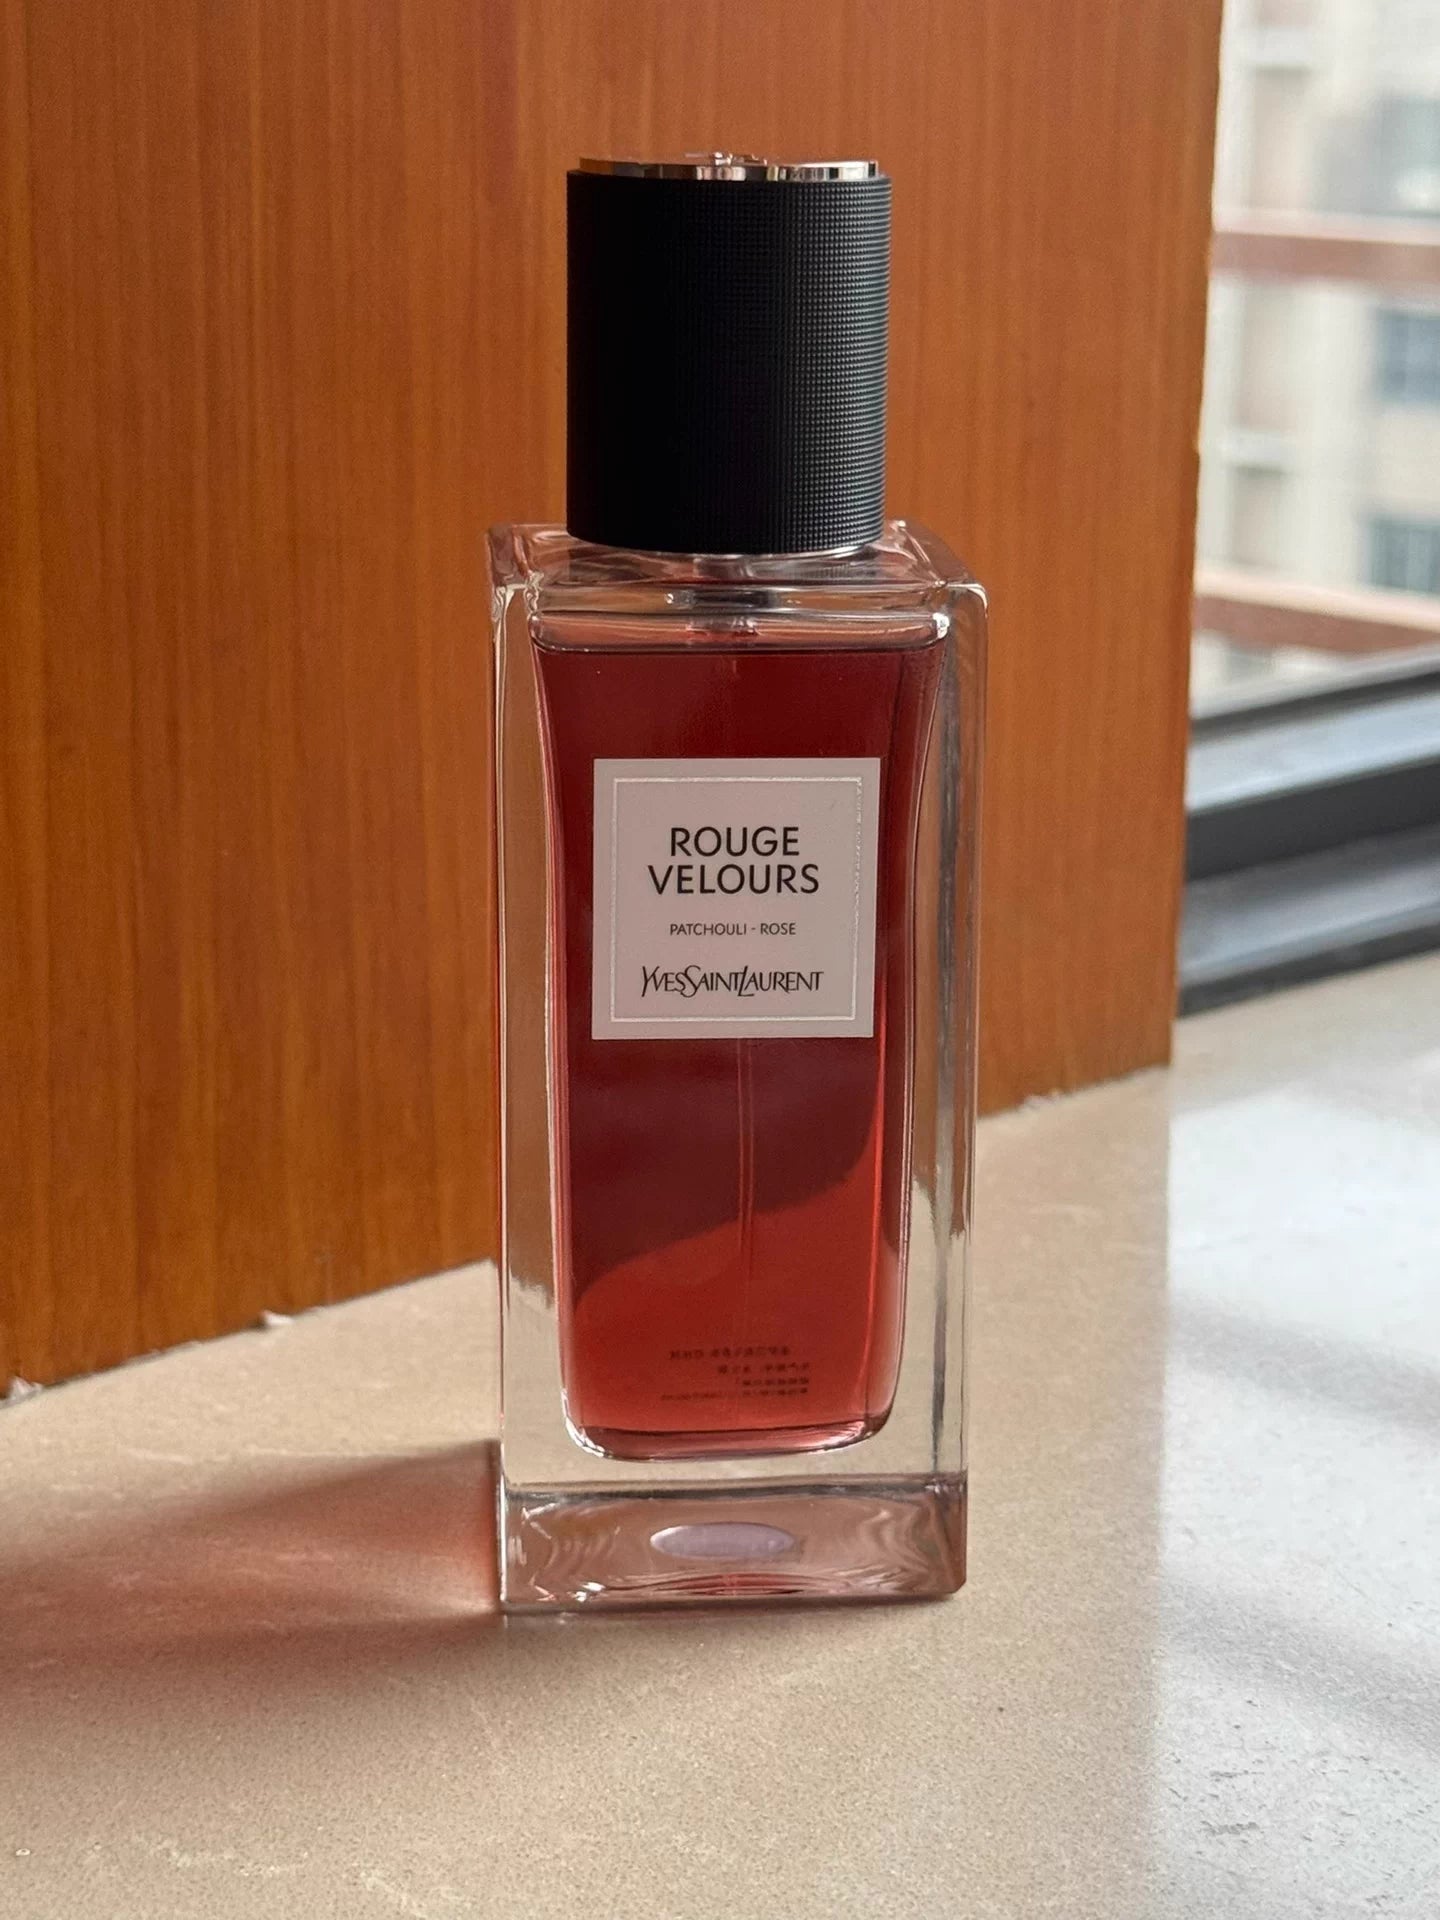 ROUGE
VELOURS
PATCHOULI - ROSE
YVESSAINTLAURENT